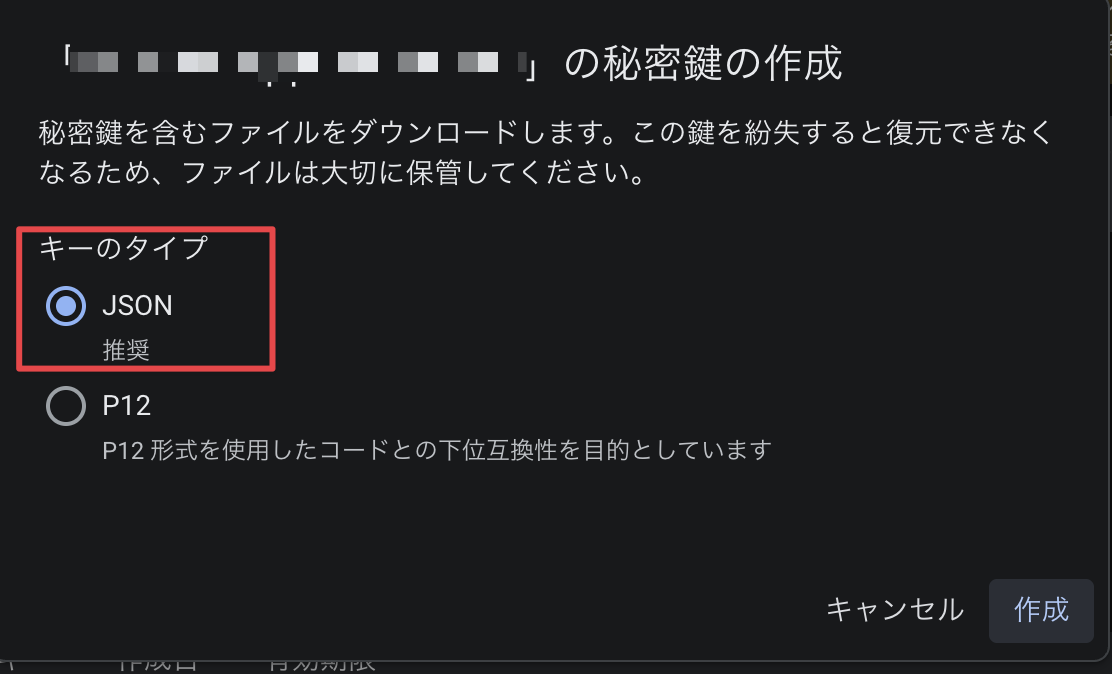 「 」の秘密鍵の作成
秘密鍵を含むファイルをダウンロードします。この鍵を紛失すると復元できなく
なるため、ファイルは大切に保管してください。
キーのタイプ
JSON
推奨
P12
P12 形式を使用したコードとの下位互換性を目的としています
キャンセル
作成
作成日
有効期限